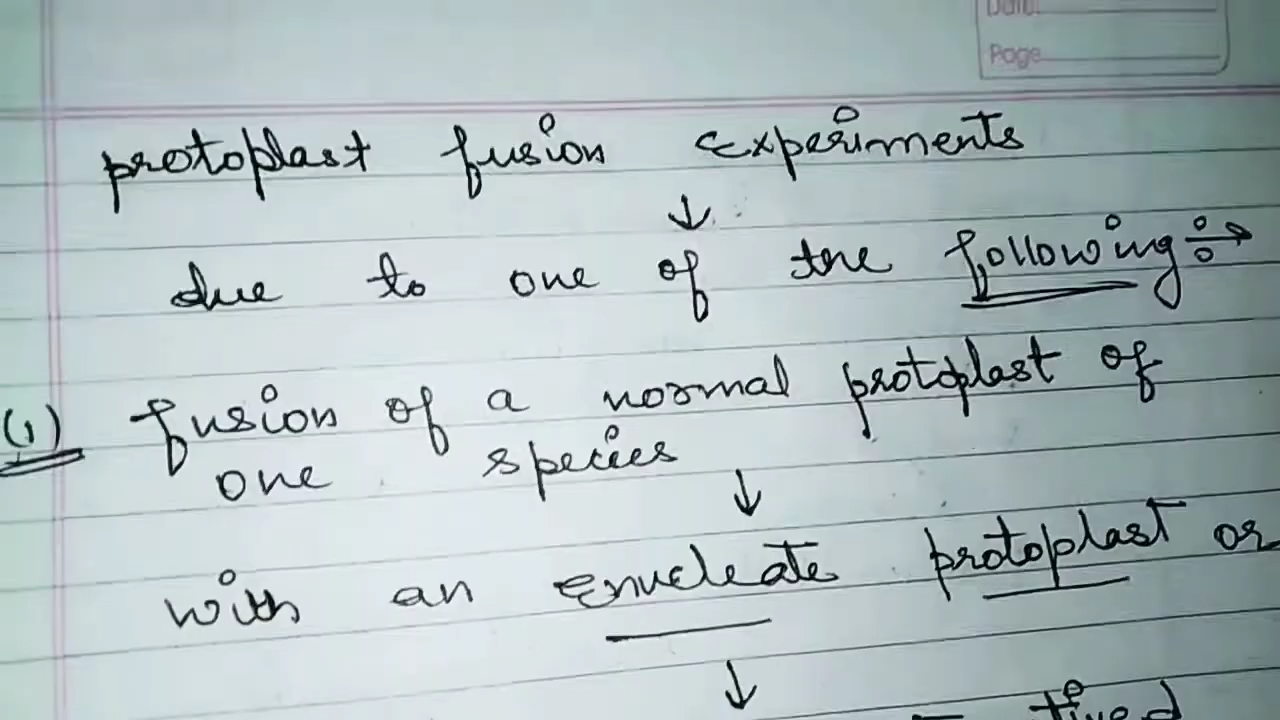 Date
Page
protoplast fusion experiments
↓
due to one of the following ÷→
(1) fusion of a normal protoplast of
one species
↓
with an enucleate protoplast or
↓